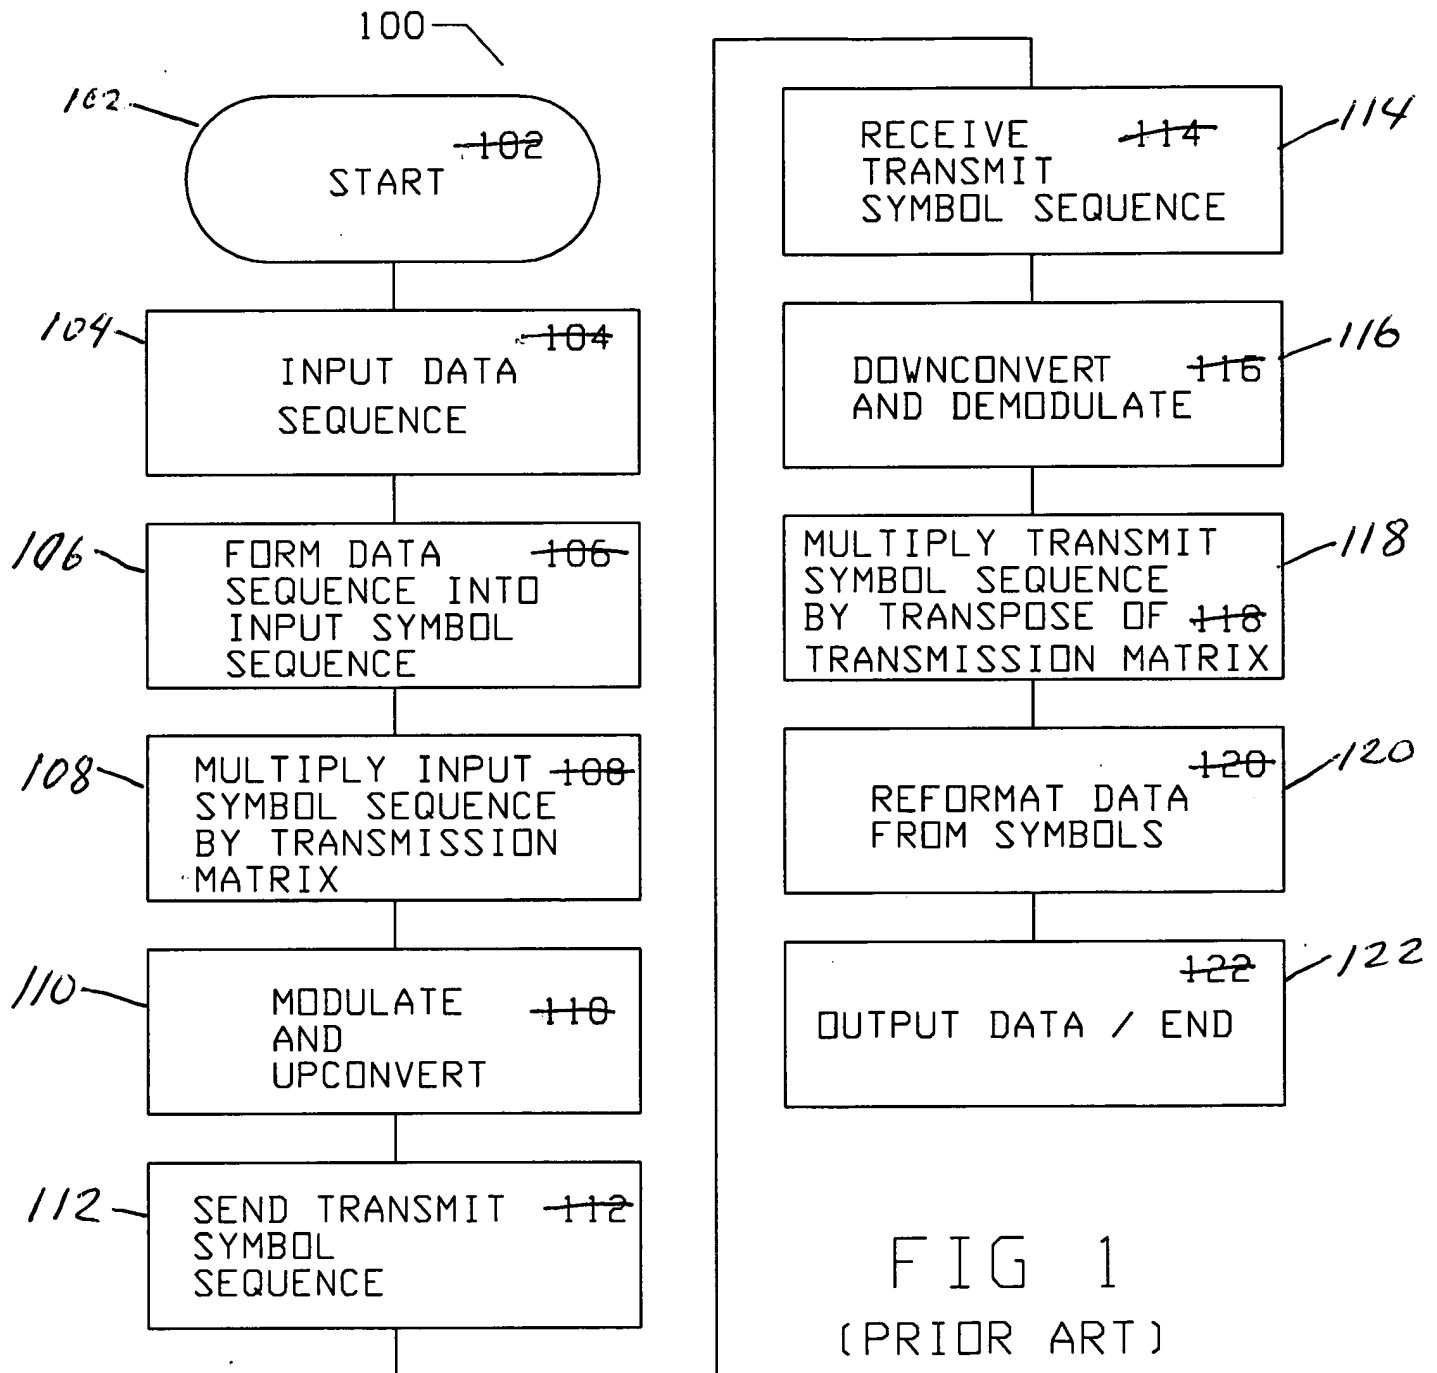 100
102
102
START
104
104
INPUT DATA
SEQUENCE
106
FORM DATA 106
SEQUENCE INTO
INPUT SYMBOL
SEQUENCE
108
MULTIPLY INPUT 108
SYMBOL SEQUENCE
BY TRANSMISSION
MATRIX
110
MODULATE 110
AND
UPCONVERT
112
SEND TRANSMIT 112
SYMBOL
SEQUENCE
RECEIVE 114
TRANSMIT
SYMBOL SEQUENCE
114
DOWNCONVERT 116
AND DEMODULATE
116
MULTIPLY TRANSMIT
SYMBOL SEQUENCE
BY TRANSPOSE OF 118
TRANSMISSION MATRIX
118
120
REFORMAT DATA
FROM SYMBOLS
120
122
OUTPUT DATA / END
122
FIG 1
(PRIOR ART)